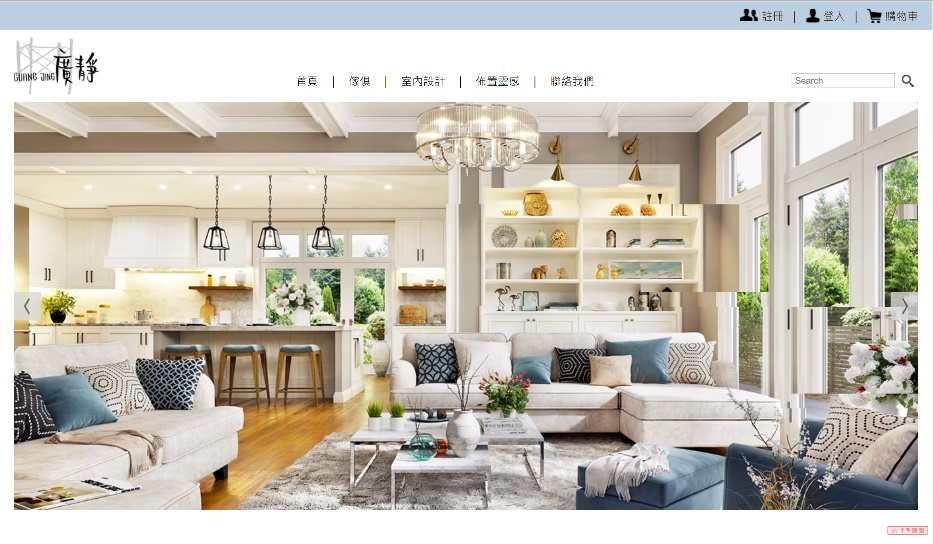 註冊 | 登入 | 購物車
GUANG JING 廣靜
首頁 | 傢俱 | 室內設計 | 佈置靈感 | 聯絡我們
Search